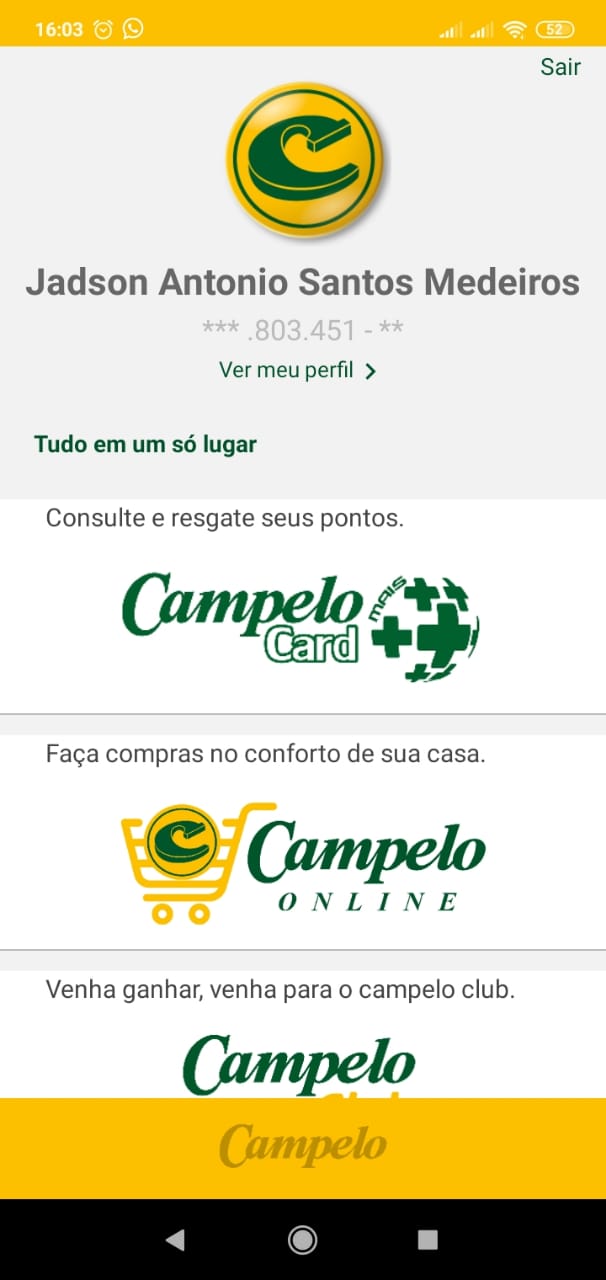 16:03
52
Sair
Jadson Antonio Santos Medeiros
*** .803.451 - **
Ver meu perfil
Tudo em um só lugar
Consulte e resgate seus pontos.
Campelo
Card
MAIS
Faça compras no conforto de sua casa.
Campelo
ONLINE
Venha ganhar, venha para o campelo club.
Campelo
Campelo